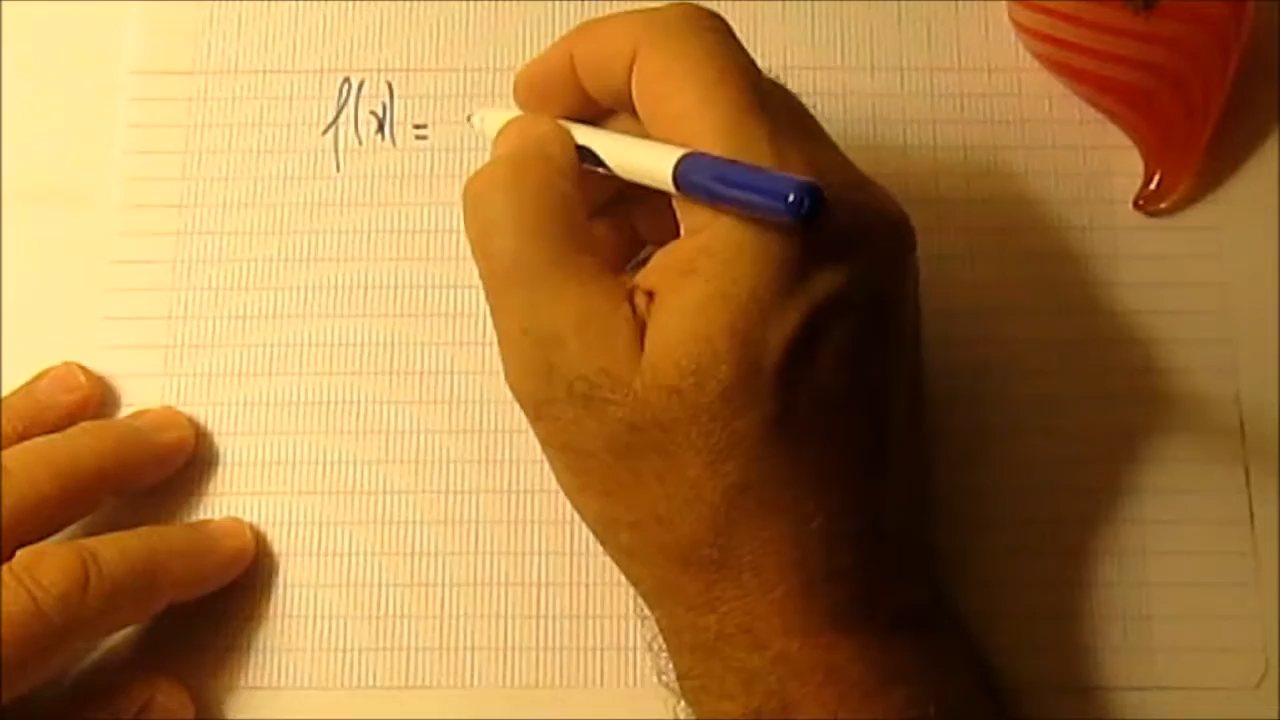 f(x) =